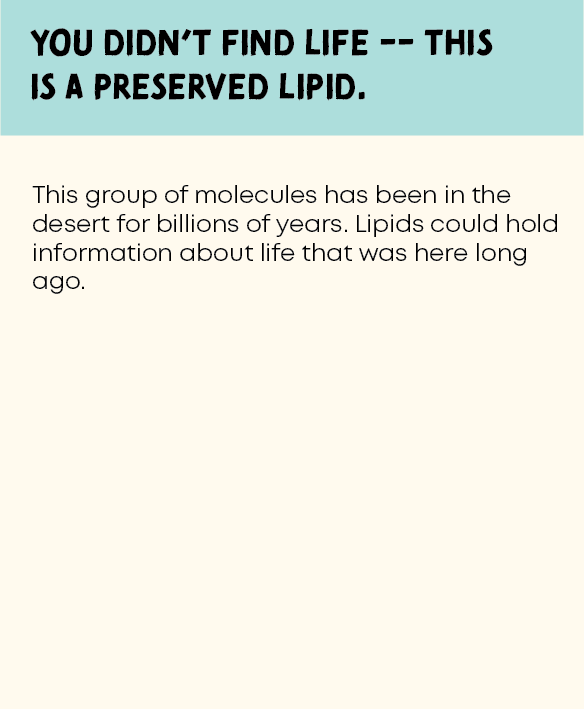 YOU DIDN'T FIND LIFE -- THIS
IS A PRESERVED LIPID.
This group of molecules has been in the
desert for billions of years. Lipids could hold
information about life that was here long
ago.